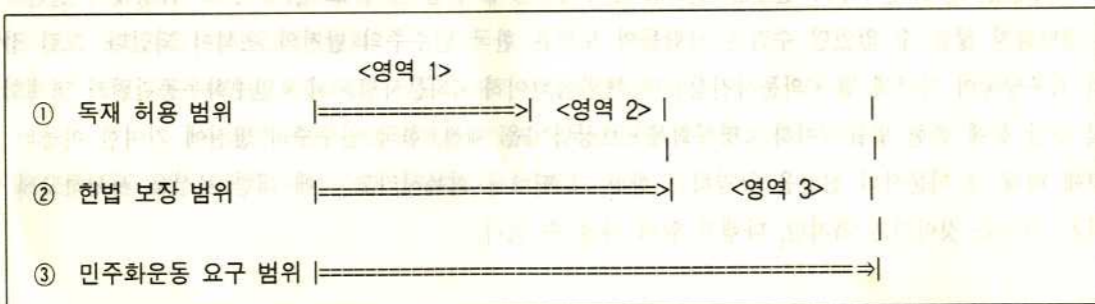 <영역 1>
① 독재 허용 범위 |==================>| <영역 2> |
② 헌법 보장 범위 |==============================>| <영역 3> |
③ 민주화운동 요구 범위 |================================================⇒|